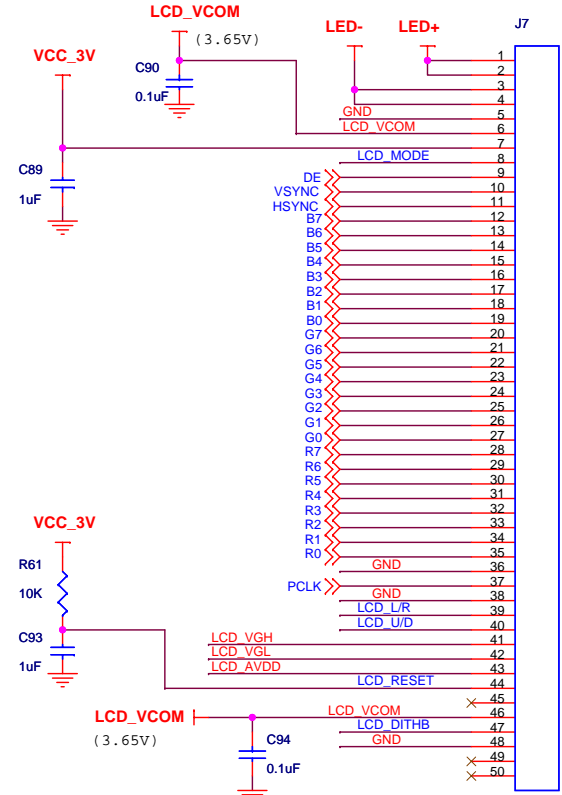 LCD_VCOM
(3.65V)
LED-
LED+
J7
VCC_3V
C90
0.1uF
C89
1uF
1
2
3
4
GND 5
LCD_VCOM 6
7
LCD_MODE 8
DE 9
VSYNC 10
HSYNC 11
B7 12
B6 13
B5 14
B4 15
B3 16
B2 17
B1 18
B0 19
G7 20
G6 21
G5 22
G4 23
G3 24
G2 25
G1 26
G0 27
R7 28
R6 29
R5 30
R4 31
R3 32
R2 33
R1 34
R0 35
GND 36
PCLK 37
GND 38
LCD_L/R 39
LCD_U/D 40
LCD_VGH 41
LCD_VGL 42
LCD_AVDD 43
LCD_RESET 44
45
LCD_VCOM 46
LCD_DITHB 47
GND 48
49
50
VCC_3V
R61
10K
C93
1uF
LCD_VCOM
(3.65V)
C94
0.1uF